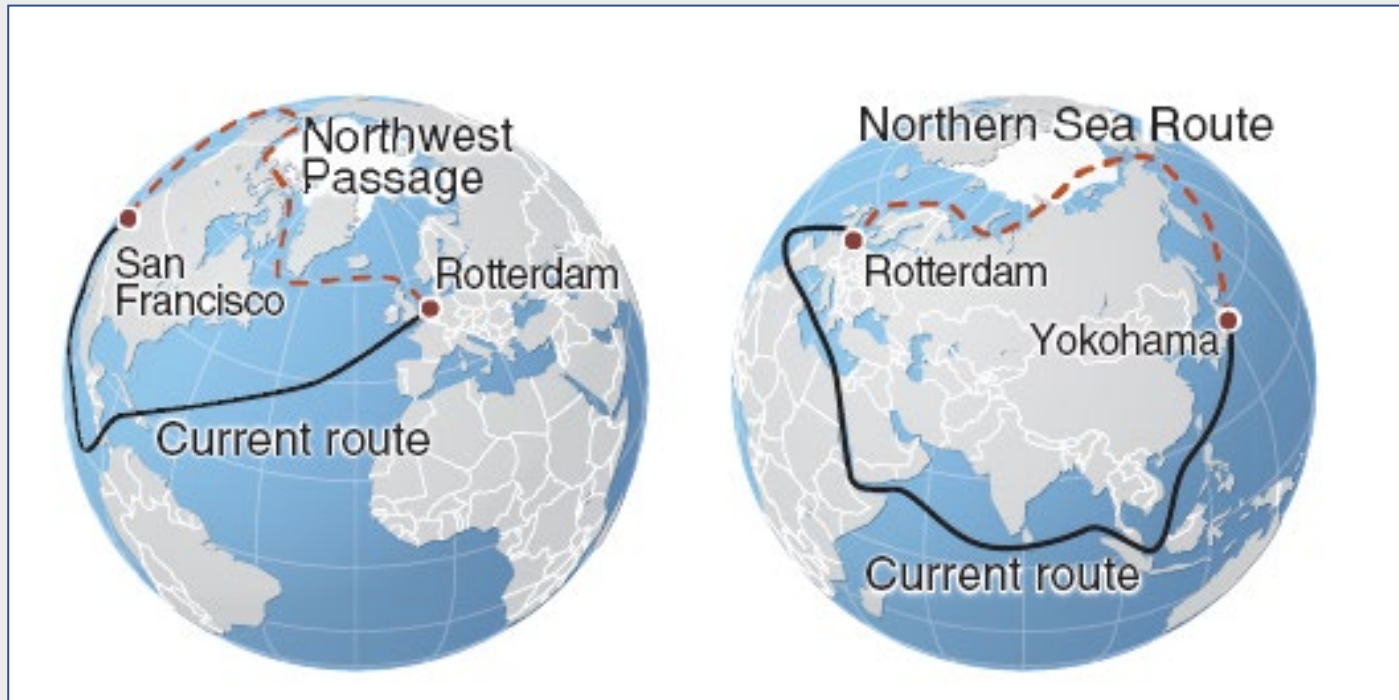 Northwest
Passage
San
Francisco
Rotterdam
Current route
Northern Sea Route
Rotterdam
Yokohama
Current route